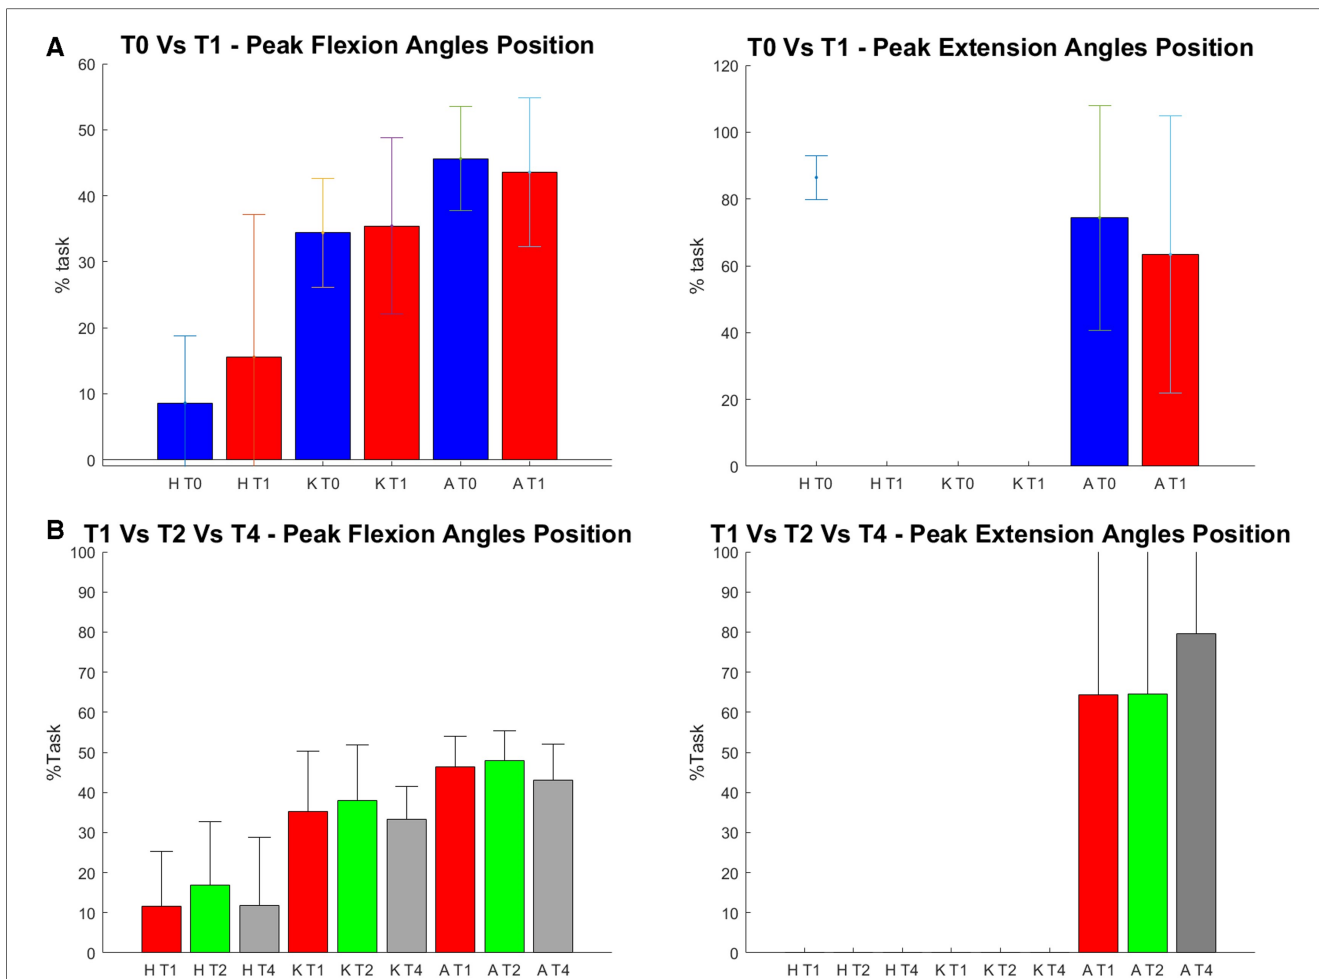 A
T0 Vs T1 - Peak Flexion Angles Position
60
50
40
30
20
10
0
% task
H T0 H T1 K T0 K T1 A T0 A T1
T0 Vs T1 - Peak Extension Angles Position
120
100
80
60
40
20
0
% task
H T0 H T1 K T0 K T1 A T0 A T1
B
T1 Vs T2 Vs T4 - Peak Flexion Angles Position
100
90
80
70
60
50
40
30
20
10
0
%Task
H T1 H T2 H T4 K T1 K T2 K T4 A T1 A T2 A T4
T1 Vs T2 Vs T4 - Peak Extension Angles Position
100
90
80
70
60
50
40
30
20
10
0
%Task
H T1 H T2 H T4 K T1 K T2 K T4 A T1 A T2 A T4